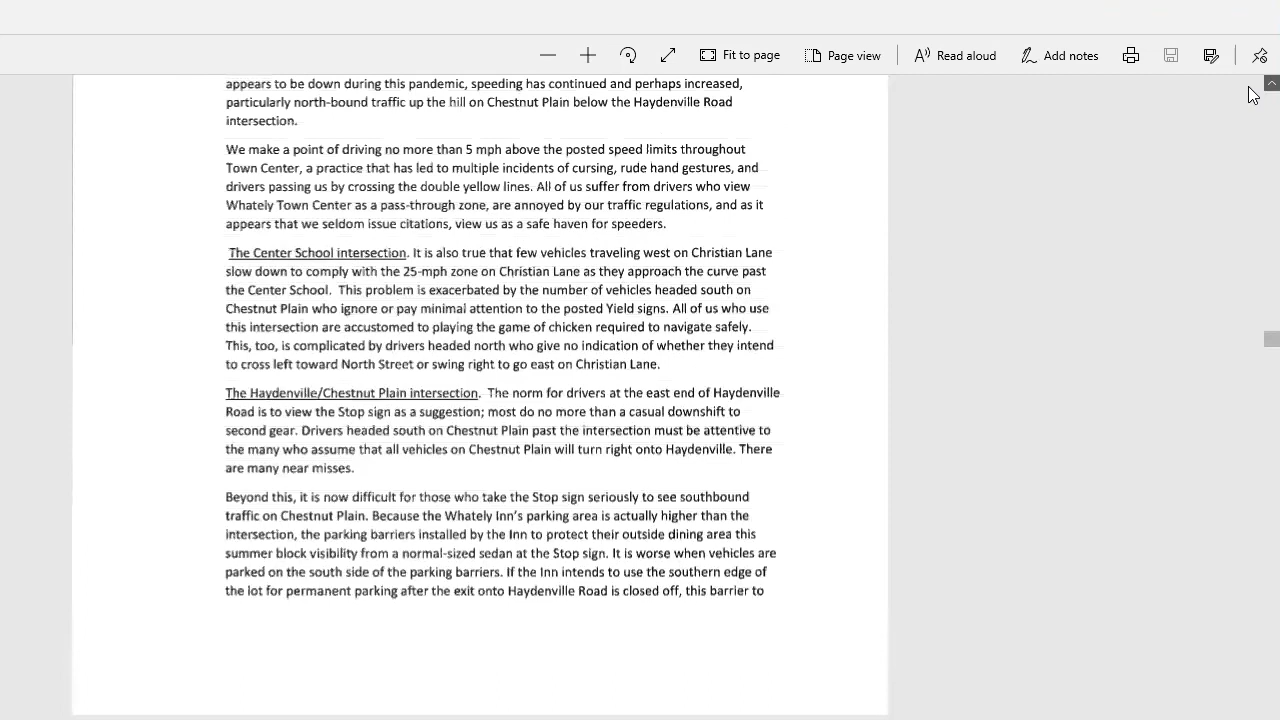 Fit to page Page view Read aloud Add notes
appears to be down during this pandemic, speeding has continued and perhaps increased,
particularly north-bound traffic up the hill on Chestnut Plain below the Haydenville Road
intersection.
We make a point of driving no more than 5 mph above the posted speed limits throughout
Town Center, a practice that has led to multiple incidents of cursing, rude hand gestures, and
drivers passing us by crossing the double yellow lines. All of us suffer from drivers who view
Whately Town Center as a pass-through zone, are annoyed by our traffic regulations, and as it
appears that we seldom issue citations, view us as a safe haven for speeders.
The Center School intersection. It is also true that few vehicles traveling west on Christian Lane
slow down to comply with the 25-mph zone on Christian Lane as they approach the curve past
the Center School. This problem is exacerbated by the number of vehicles headed south on
Chestnut Plain who ignore or pay minimal attention to the posted Yield signs. All of us who use
this intersection are accustomed to playing the game of chicken required to navigate safely.
This, too, is complicated by drivers headed north who give no indication of whether they intend
to cross left toward North Street or swing right to go east on Christian Lane.
The Haydenville/Chestnut Plain intersection. The norm for drivers at the east end of Haydenville
Road is to view the Stop sign as a suggestion; most do no more than a casual downshift to
second gear. Drivers headed south on Chestnut Plain past the intersection must be attentive to
the many who assume that all vehicles on Chestnut Plain will turn right onto Haydenville. There
are many near misses.
Beyond this, it is now difficult for those who take the Stop sign seriously to see southbound
traffic on Chestnut Plain. Because the Whately Inn's parking area is actually higher than the
intersection, the parking barriers installed by the Inn to protect their outside dining area this
summer block visibility from a normal-sized sedan at the Stop sign. It is worse when vehicles are
parked on the south side of the parking barriers. If the Inn intends to use the southern edge of
the lot for permanent parking after the exit onto Haydenville Road is closed off, this barrier to